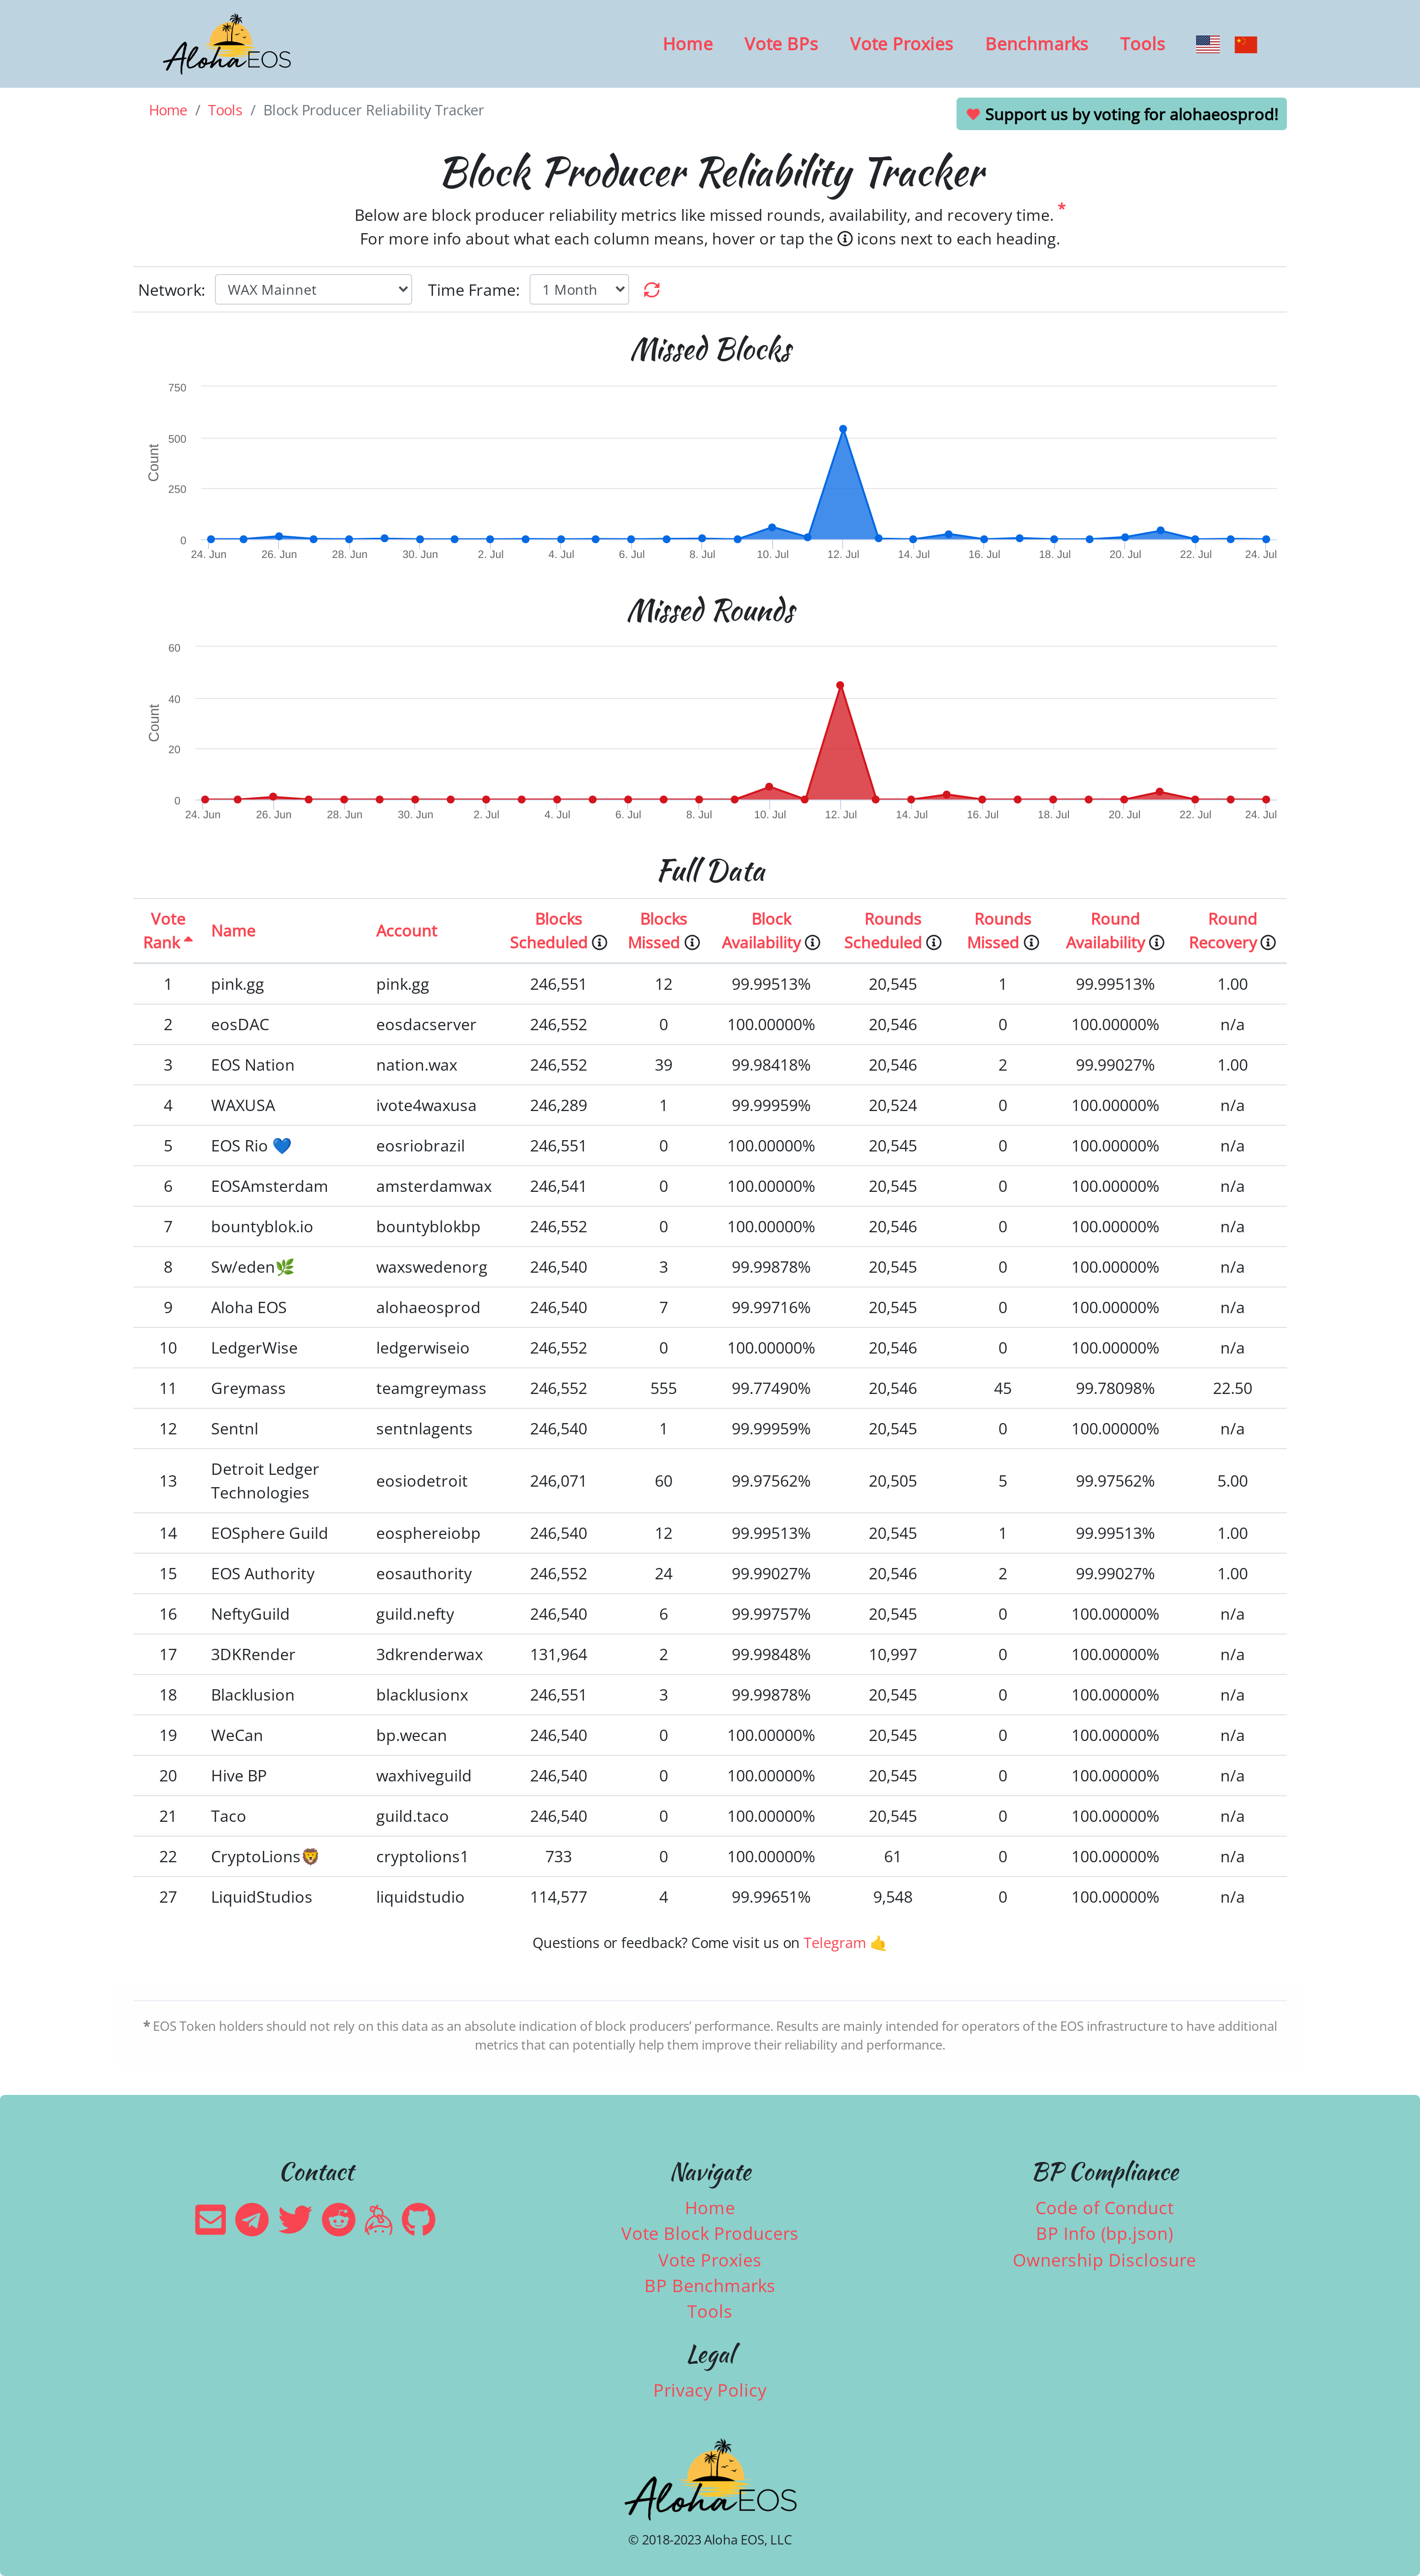 Aloha EOS
Home Vote BPs Vote Proxies Benchmarks Tools
Home / Tools / Block Producer Reliability Tracker
Support us by voting for alohaeosprod!
Block Producer Reliability Tracker
Below are block producer reliability metrics like missed rounds, availability, and recovery time. *
For more info about what each column means, hover or tap the icons next to each heading.
Network: WAX Mainnet Time Frame: 1 Month
Missed Blocks
750
500
250
0
Count
24. Jun 26. Jun 28. Jun 30. Jun 2. Jul 4. Jul 6. Jul 8. Jul 10. Jul 12. Jul 14. Jul 16. Jul 18. Jul 20. Jul 22. Jul 24. Jul
Missed Rounds
60
40
20
0
Count
24. Jun 26. Jun 28. Jun 30. Jun 2. Jul 4. Jul 6. Jul 8. Jul 10. Jul 12. Jul 14. Jul 16. Jul 18. Jul 20. Jul 22. Jul 24. Jul
Full Data
Vote Rank Name Account Blocks Scheduled Blocks Missed Block Availability Rounds Scheduled Rounds Missed Round Availability Round Recovery
1 pink.gg pink.gg 246,551 12 99.99513% 20,545 1 99.99513% 1.00
2 eosDAC eosdacserver 246,552 0 100.00000% 20,546 0 100.00000% n/a
3 EOS Nation nation.wax 246,552 39 99.98418% 20,546 2 99.99027% 1.00
4 WAXUSA ivote4waxusa 246,289 1 99.99959% 20,524 0 100.00000% n/a
5 EOS Rio 💙 eosriobrazil 246,551 0 100.00000% 20,545 0 100.00000% n/a
6 EOSAmsterdam amsterdamwax 246,541 0 100.00000% 20,545 0 100.00000% n/a
7 bountyblok.io bountyblokbp 246,552 0 100.00000% 20,546 0 100.00000% n/a
8 Sw/eden🌿 waxswedenorg 246,540 3 99.99878% 20,545 0 100.00000% n/a
9 Aloha EOS alohaeosprod 246,540 7 99.99716% 20,545 0 100.00000% n/a
10 LedgerWise ledgerwiseio 246,552 0 100.00000% 20,546 0 100.00000% n/a
11 Greymass teamgreymass 246,552 555 99.77490% 20,546 45 99.78098% 22.50
12 Sentnl sentnlagents 246,540 1 99.99959% 20,545 0 100.00000% n/a
13 Detroit Ledger Technologies eosiodetroit 246,071 60 99.97562% 20,505 5 99.97562% 5.00
14 EOSphere Guild eosphereiobp 246,540 12 99.99513% 20,545 1 99.99513% 1.00
15 EOS Authority eosauthority 246,552 24 99.99027% 20,546 2 99.99027% 1.00
16 NeftyGuild guild.nefty 246,540 6 99.99757% 20,545 0 100.00000% n/a
17 3DKRender 3dkrenderwax 131,964 2 99.99848% 10,997 0 100.00000% n/a
18 Blacklusion blacklusionx 246,551 3 99.99878% 20,545 0 100.00000% n/a
19 WeCan bp.wecan 246,540 0 100.00000% 20,545 0 100.00000% n/a
20 Hive BP waxhiveguild 246,540 0 100.00000% 20,545 0 100.00000% n/a
21 Taco guild.taco 246,540 0 100.00000% 20,545 0 100.00000% n/a
22 CryptoLions🦁 cryptolions1 733 0 100.00000% 61 0 100.00000% n/a
27 LiquidStudios liquidstudio 114,577 4 99.99651% 9,548 0 100.00000% n/a
Questions or feedback? Come visit us on Telegram 🤙
* EOS Token holders should not rely on this data as an absolute indication of block producers’ performance. Results are mainly intended for operators of the EOS infrastructure to have additional
metrics that can potentially help them improve their reliability and performance.
Contact
Navigate
Home
Vote Block Producers
Vote Proxies
BP Benchmarks
Tools
Legal
Privacy Policy
BP Compliance
Code of Conduct
BP Info (bp.json)
Ownership Disclosure
Aloha EOS
© 2018-2023 Aloha EOS, LLC